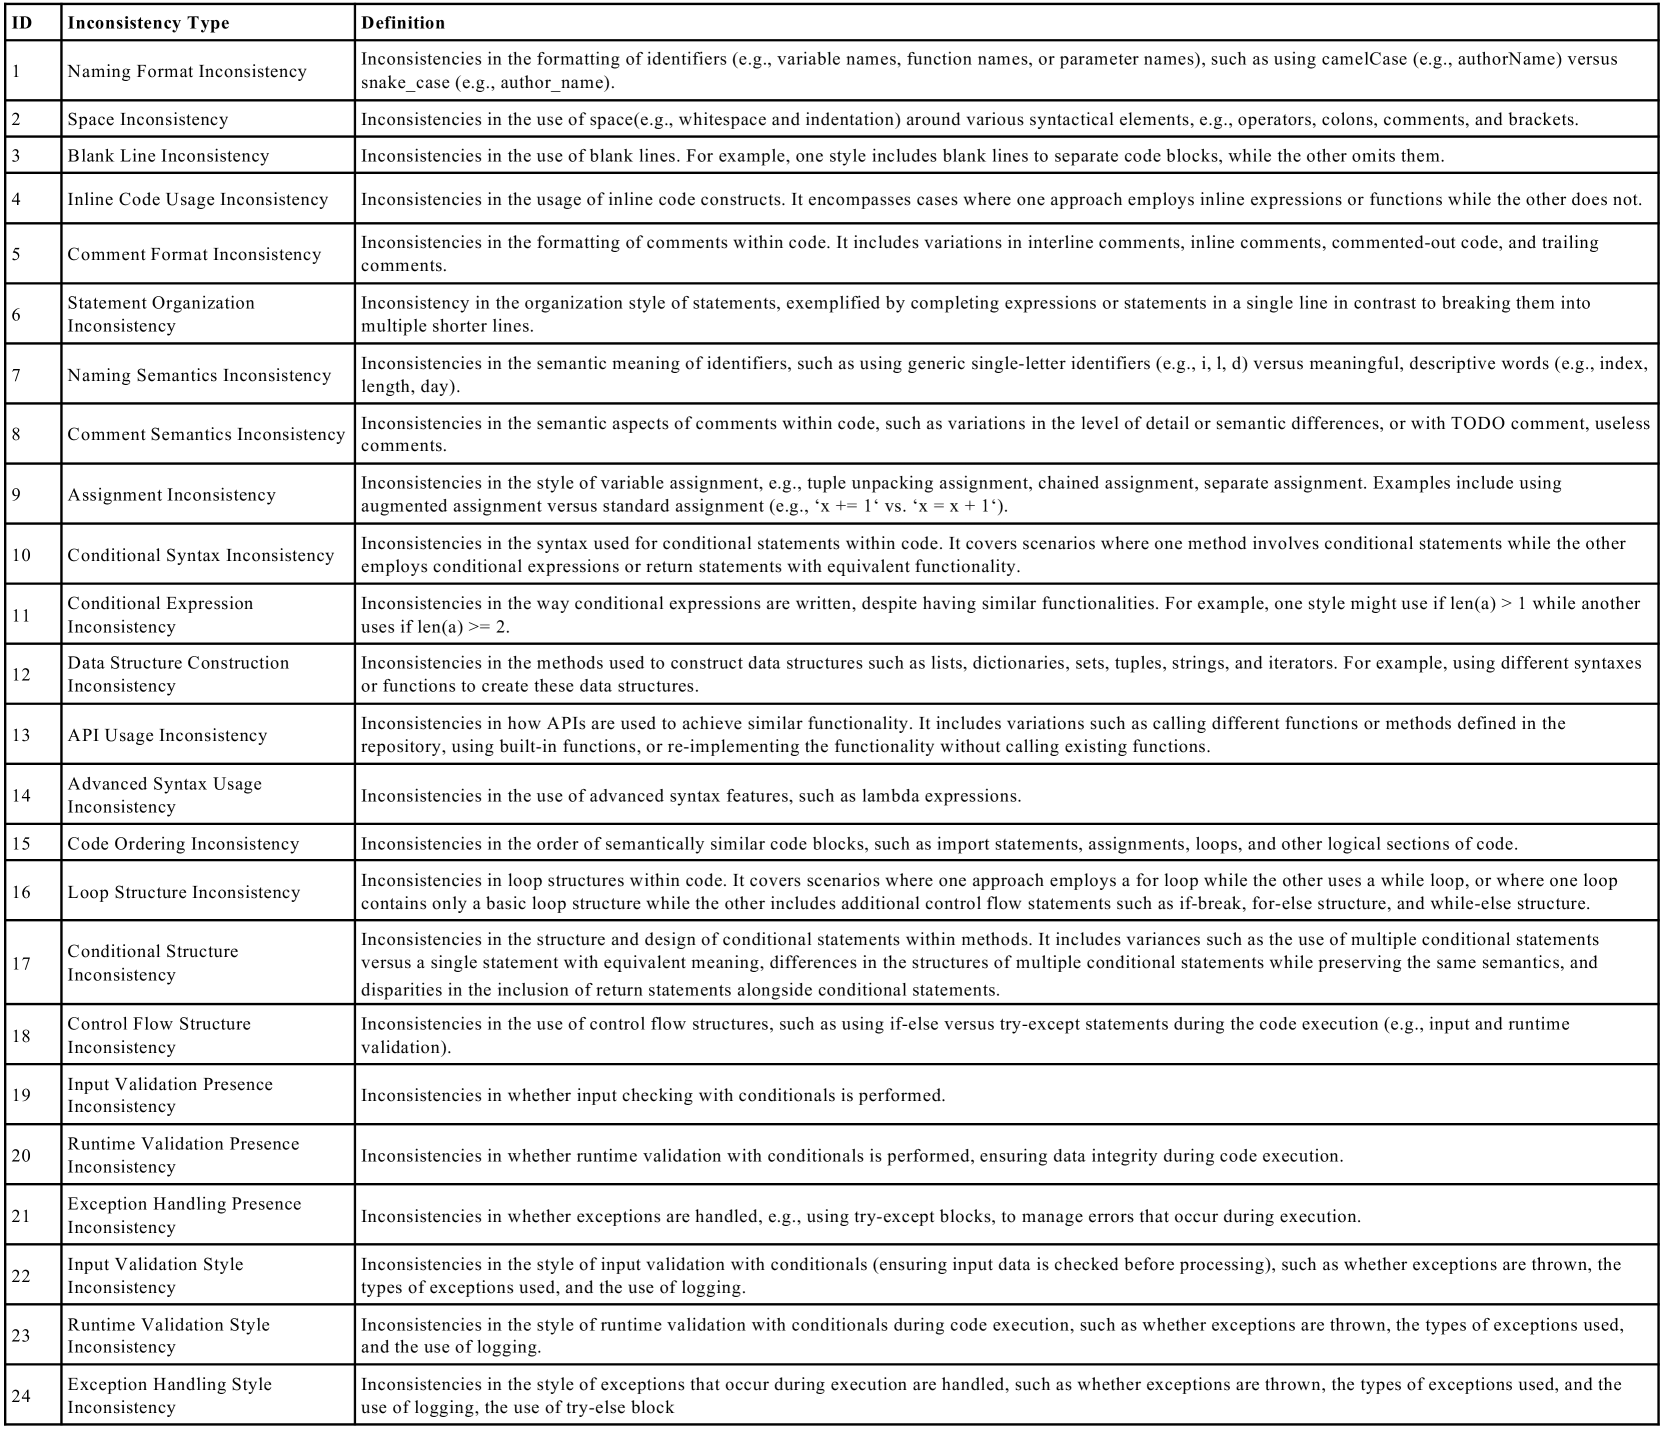 ID Inconsistency Type Definition
1 Naming Format Inconsistency Inconsistencies in the formatting of identifiers (e.g., variable names, function names, or parameter names), such as using camelCase (e.g., authorName) versus
snake_case (e.g., author_name).
2 Space Inconsistency Inconsistencies in the use of space(e.g., whitespace and indentation) around various syntactical elements, e.g., operators, colons, comments, and brackets.
3 Blank Line Inconsistency Inconsistencies in the use of blank lines. For example, one style includes blank lines to separate code blocks, while the other omits them.
4 Inline Code Usage Inconsistency Inconsistencies in the usage of inline code constructs. It encompasses cases where one approach employs inline expressions or functions while the other does not.
5 Comment Format Inconsistency Inconsistencies in the formatting of comments within code. It includes variations in interline comments, inline comments, commented-out code, and trailing
comments.
6 Statement Organization
Inconsistency
Inconsistency in the organization style of statements, exemplified by completing expressions or statements in a single line in contrast to breaking them into
multiple shorter lines.
7 Naming Semantics Inconsistency Inconsistencies in the semantic meaning of identifiers, such as using generic single-letter identifiers (e.g., i, l, d) versus meaningful, descriptive words (e.g., index,
length, day).
8 Comment Semantics Inconsistency Inconsistencies in the semantic aspects of comments within code, such as variations in the level of detail or semantic differences, or with TODO comment, useless
comments.
9 Assignment Inconsistency Inconsistencies in the style of variable assignment, e.g., tuple unpacking assignment, chained assignment, separate assignment. Examples include using
augmented assignment versus standard assignment (e.g., ‘x += 1‘ vs. ‘x = x + 1‘).
10 Conditional Syntax Inconsistency Inconsistencies in the syntax used for conditional statements within code. It covers scenarios where one method involves conditional statements while the other
employs conditional expressions or return statements with equivalent functionality.
11 Conditional Expression
Inconsistency
Inconsistencies in the way conditional expressions are written, despite having similar functionalities. For example, one style might use if len(a) > 1 while another
uses if len(a) >= 2.
12 Data Structure Construction
Inconsistency
Inconsistencies in the methods used to construct data structures such as lists, dictionaries, sets, tuples, strings, and iterators. For example, using different syntaxes
or functions to create these data structures.
13 API Usage Inconsistency Inconsistencies in how APIs are used to achieve similar functionality. It includes variations such as calling different functions or methods defined in the
repository, using built-in functions, or re-implementing the functionality without calling existing functions.
14 Advanced Syntax Usage
Inconsistency
Inconsistencies in the use of advanced syntax features, such as lambda expressions.
15 Code Ordering Inconsistency Inconsistencies in the order of semantically similar code blocks, such as import statements, assignments, loops, and other logical sections of code.
16 Loop Structure Inconsistency Inconsistencies in loop structures within code. It covers scenarios where one approach employs a for loop while the other uses a while loop, or where one loop
contains only a basic loop structure while the other includes additional control flow statements such as if-break, for-else structure, and while-else structure.
17 Conditional Structure
Inconsistency
Inconsistencies in the structure and design of conditional statements within methods. It includes variances such as the use of multiple conditional statements
versus a single statement with equivalent meaning, differences in the structures of multiple conditional statements while preserving the same semantics, and
disparities in the inclusion of return statements alongside conditional statements.
18 Control Flow Structure
Inconsistency
Inconsistencies in the use of control flow structures, such as using if-else versus try-except statements during the code execution (e.g., input and runtime
validation).
19 Input Validation Presence
Inconsistency
Inconsistencies in whether input checking with conditionals is performed.
20 Runtime Validation Presence
Inconsistency
Inconsistencies in whether runtime validation with conditionals is performed, ensuring data integrity during code execution.
21 Exception Handling Presence
Inconsistency
Inconsistencies in whether exceptions are handled, e.g., using try-except blocks, to manage errors that occur during execution.
22 Input Validation Style
Inconsistency
Inconsistencies in the style of input validation with conditionals (ensuring input data is checked before processing), such as whether exceptions are thrown, the
types of exceptions used, and the use of logging.
23 Runtime Validation Style
Inconsistency
Inconsistencies in the style of runtime validation with conditionals during code execution, such as whether exceptions are thrown, the types of exceptions used,
and the use of logging.
24 Exception Handling Style
Inconsistency
Inconsistencies in the style of exceptions that occur during execution are handled, such as whether exceptions are thrown, the types of exceptions used, and the
use of logging, the use of try-else block